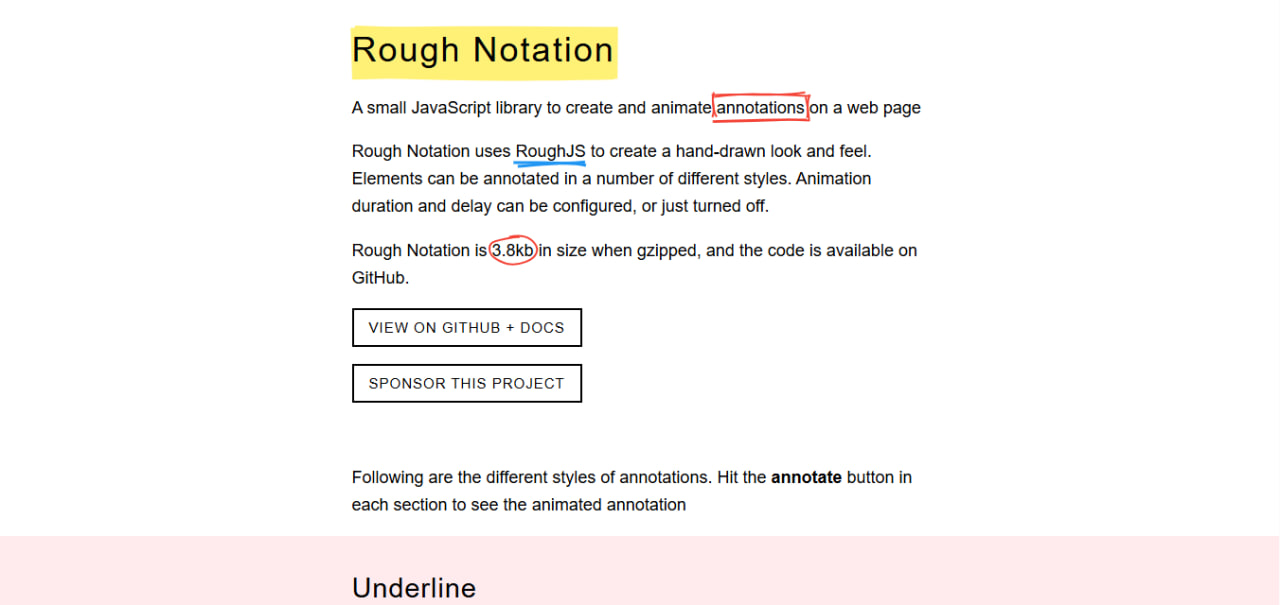 Rough Notation
A small JavaScript library to create and animate annotations on a web page
Rough Notation uses RoughJS to create a hand-drawn look and feel.
Elements can be annotated in a number of different styles. Animation
duration and delay can be configured, or just turned off.
Rough Notation is 3.8kb in size when gzipped, and the code is available on
GitHub.
VIEW ON GITHUB + DOCS
SPONSOR THIS PROJECT
Following are the different styles of annotations. Hit the annotate button in
each section to see the animated annotation
Underline